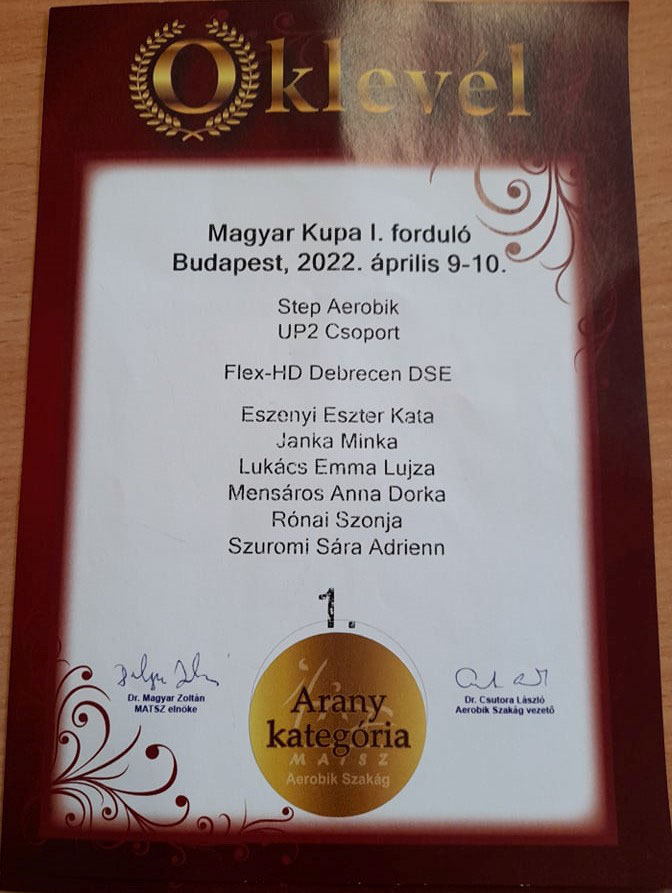 Oklevél
Magyar Kupa I. forduló
Budapest, 2022. április 9-10.
Step Aerobik
UP2 Csoport
Flex-HD Debrecen DSE
Eszenyi Eszter Kata
Janka Minka
Lukács Emma Lujza
Mensáros Anna Dorka
Rónai Szonja
Szuromi Sára Adrienn
1.
Dr. Magyar Zoltán
MATSZ elnöke
Dr. Csutora László
Aerobik Szakág vezető
Arany
kategória
MATSZ
Aerobik Szakág